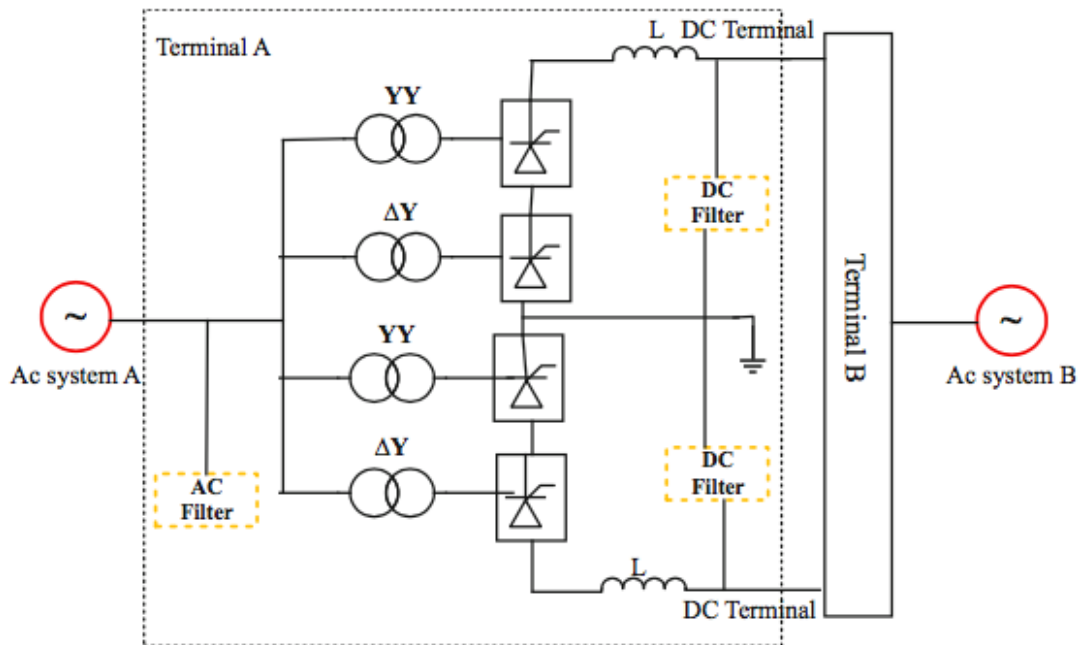 L DC Terminal
Terminal A
YY
DC
Filter
ΔY
~
Ac system A
YY
Terminal B
~
Ac system B
ΔY
AC
Filter
DC
Filter
L
DC Terminal